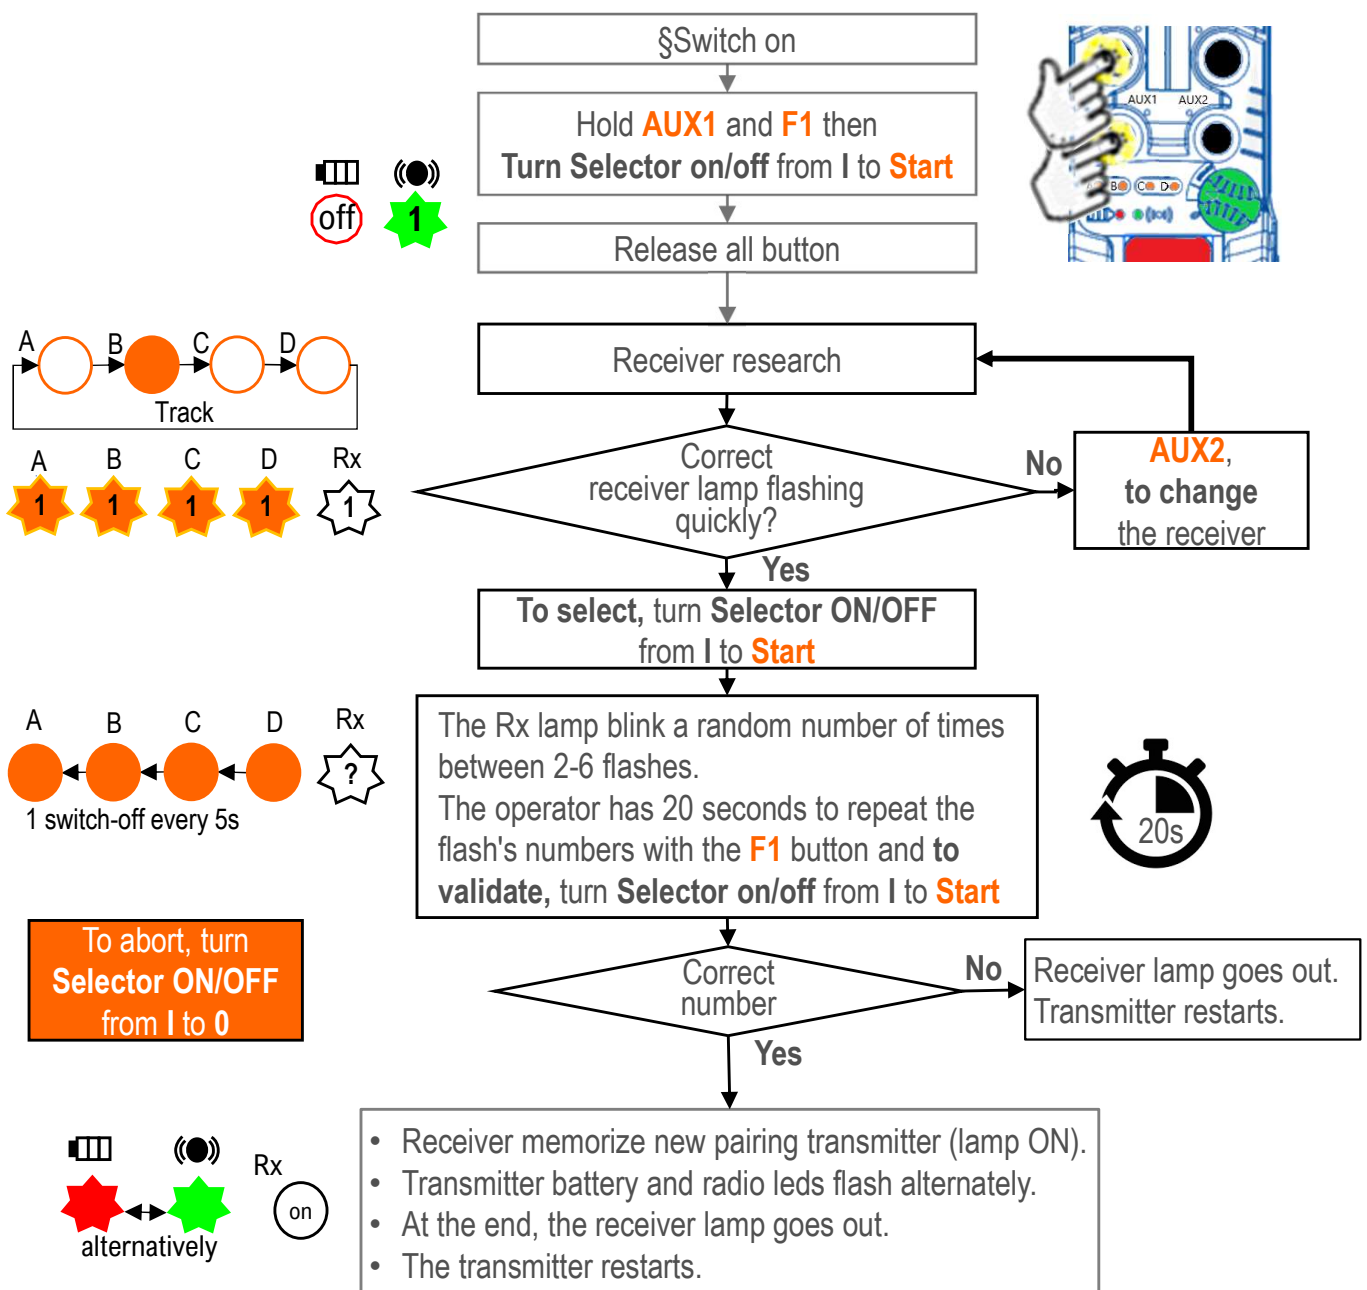 §Switch on
Hold AUX1 and F1 then
Turn Selector on/off from I to Start
AUX1 AUX2
B C D
off 1
Release all button
A B C D
Track
Receiver research
A B C D Rx
1 1 1 1 1
Correct
receiver lamp flashing
quickly?
No
AUX2,
to change
the receiver
Yes
To select, turn Selector ON/OFF
from I to Start
A B C D Rx
?
1 switch-off every 5s
The Rx lamp blink a random number of times
between 2-6 flashes.
The operator has 20 seconds to repeat the
flash's numbers with the F1 button and to
validate, turn Selector on/off from I to Start
20s
To abort, turn
Selector ON/OFF
from I to 0
Correct
number
No
Receiver lamp goes out.
Transmitter restarts.
Yes
Rx
on
alternatively
• Receiver memorize new pairing transmitter (lamp ON).
• Transmitter battery and radio leds flash alternately.
• At the end, the receiver lamp goes out.
• The transmitter restarts.